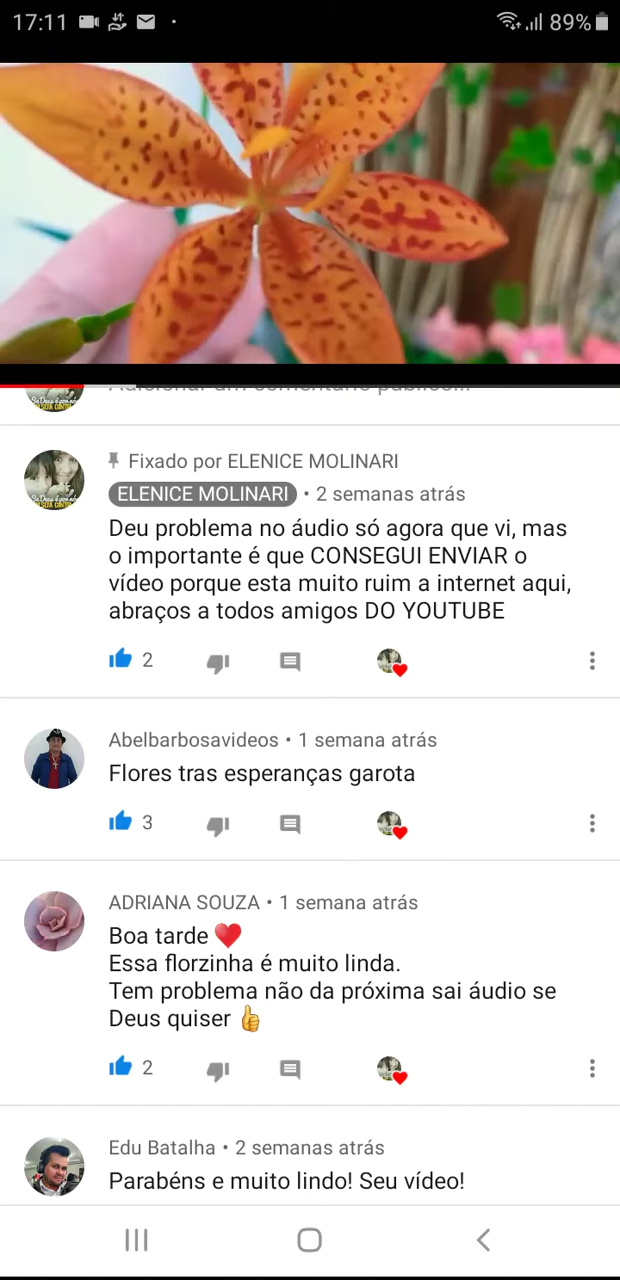 17:11
89%
Fixado por ELENICE MOLINARI
ELENICE MOLINARI • 2 semanas atrás
Deu problema no áudio só agora que vi, mas
o importante é que CONSEGUI ENVIAR o
vídeo porque esta muito ruim a internet aqui,
abraços a todos amigos DO YOUTUBE
2
Abelbarbosavideos • 1 semana atrás
Flores tras esperanças garota
3
ADRIANA SOUZA • 1 semana atrás
Boa tarde ❤️
Essa florzinha é muito linda.
Tem problema não da próxima sai áudio se
Deus quiser 👍
2
Edu Batalha • 2 semanas atrás
Parabéns e muito lindo! Seu vídeo!